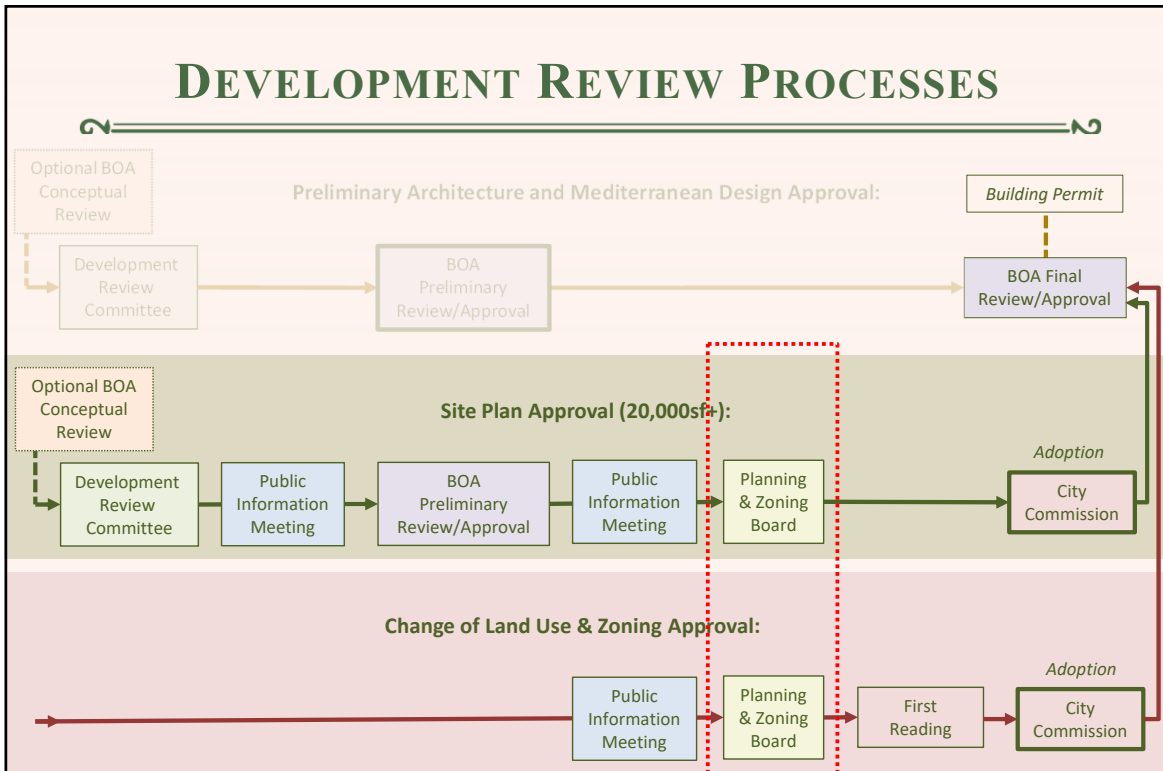 DEVELOPMENT REVIEW PROCESSES
Optional BOA
Conceptual
Review
Preliminary Architecture and Mediterranean Design Approval:
Building Permit
Development
Review
Committee
BOA
Preliminary
Review/Approval
BOA Final
Review/Approval
Optional BOA
Conceptual
Review
Site Plan Approval (20,000sf+):
Development
Review
Committee
Public
Information
Meeting
BOA
Preliminary
Review/Approval
Public
Information
Meeting
Planning
& Zoning
Board
Adoption
City
Commission
Change of Land Use & Zoning Approval:
Public
Information
Meeting
Planning
& Zoning
Board
First
Reading
Adoption
City
Commission